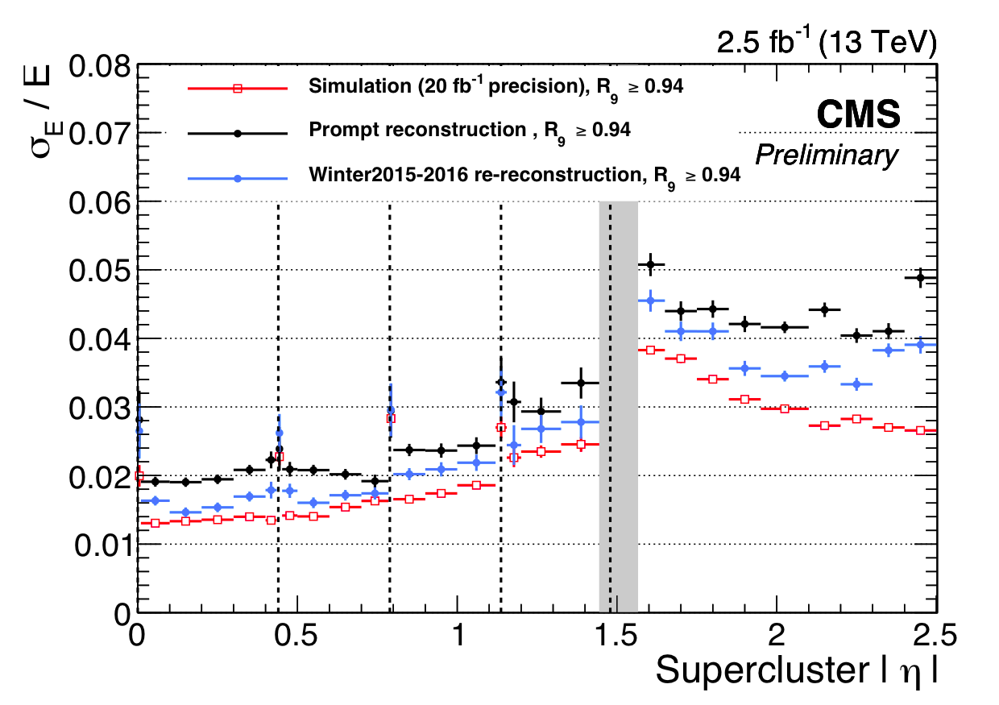 2.5 fb-1 (13 TeV)
σE / E
0.08
0.07
0.06
0.05
0.04
0.03
0.02
0.01
0
Simulation (20 fb-1 precision), R9 ≥ 0.94
Prompt reconstruction , R9 ≥ 0.94
Winter2015-2016 re-reconstruction, R9 ≥ 0.94
CMS
Preliminary
0 0.5 1 1.5 2 2.5
Supercluster | η |